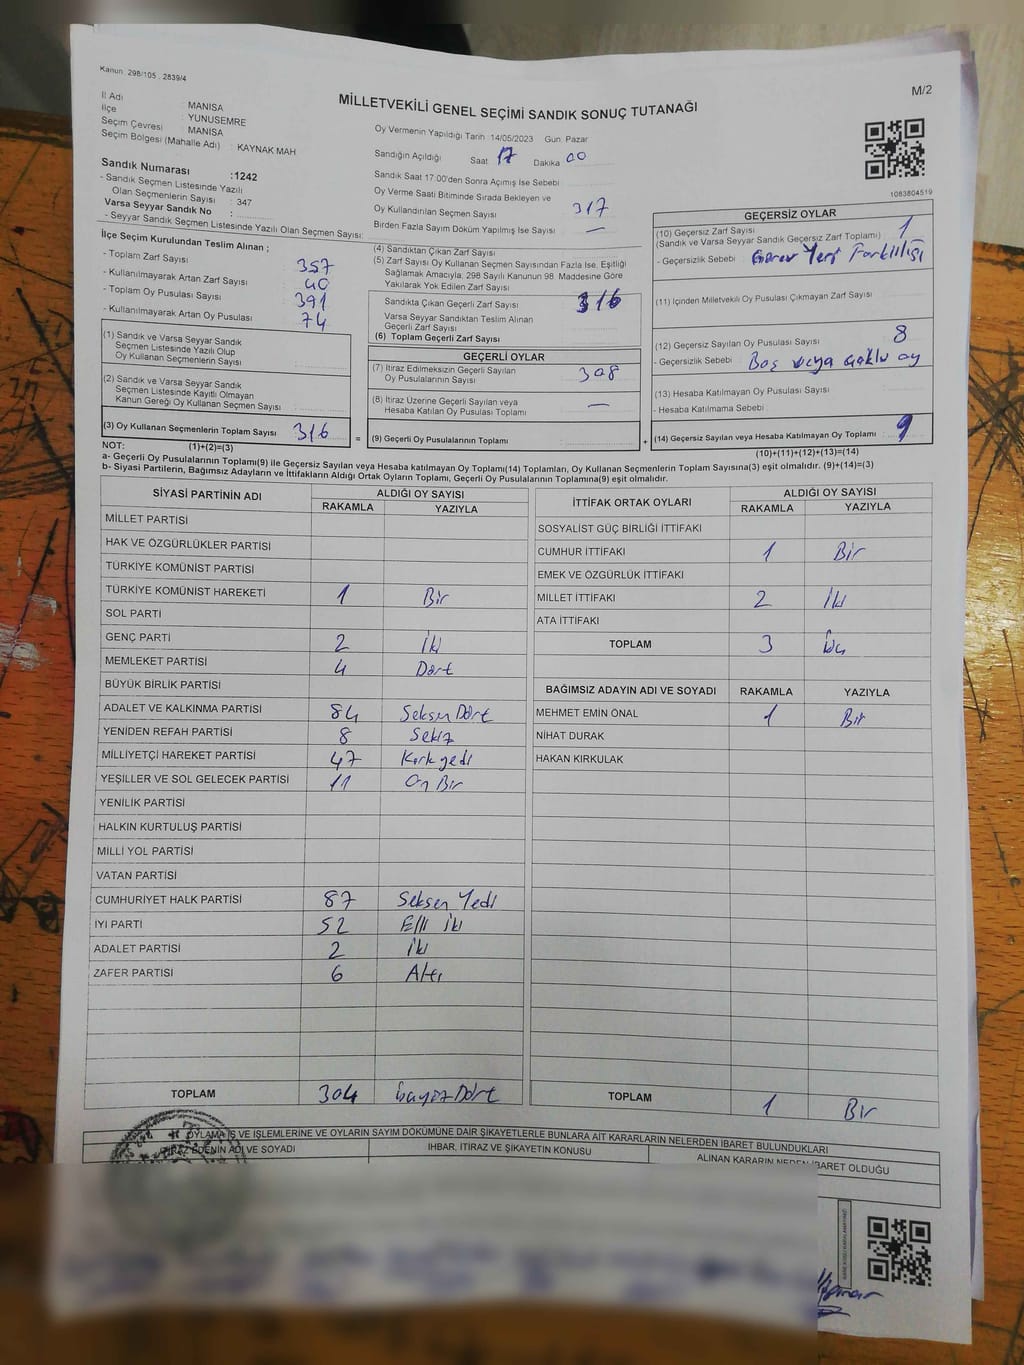 Kanun: 298/105 , 2839/4
M/2
MİLLETVEKİLİ GENEL SEÇİMİ SANDIK SONUÇ TUTANAĞI
İl Adı : MANİSA
İlçe : YUNUSEMRE
Seçim Çevresi : MANİSA
Seçim Bölgesi (Mahalle Adı) : KAYNAK MAH
Sandık Numarası :1242
- Sandık Seçmen Listesinde Yazılı
Olan Seçmenlerin Sayısı : 347
Varsa Seyyar Sandık No :
- Seyyar Sandık Seçmen Listesinde Yazılı Olan Seçmen Sayısı:
İlçe Seçim Kurulundan Teslim Alınan ;
- Toplam Zarf Sayısı 357
- Kullanılmayarak Artan Zarf Sayısı 40
- Toplam Oy Pusulası Sayısı 391
- Kullanılmayarak Artan Oy Pusulası 74
(1) Sandık ve Varsa Seyyar Sandık
Seçmen Listesinde Yazılı Olup
Oy Kullanan Seçmenlerin Sayısı
(2) Sandık ve Varsa Seyyar Sandık
Seçmen Listesinde Kayıtlı Olmayan
Kanun Gereği Oy Kullanan Seçmen Sayısı
(3) Oy Kullanan Seçmenlerin Toplam Sayısı 316
Oy Vermenin Yapıldığı Tarih :14/05/2023 Gün: Pazar
Sandığın Açıldığı Saat 17 Dakika 00
Sandık Saat 17:00'den Sonra Açılmış İse Sebebi
Oy Verme Saati Bitiminde Sırada Bekleyen ve
Oy Kullandırılan Seçmen Sayısı 317
Birden Fazla Sayım Döküm Yapılmış İse Sayısı —
(4) Sandıktan Çıkan Zarf Sayısı
(5) Zarf Sayısı Oy Kullanan Seçmen Sayısından Fazla İse, Eşitliği
Sağlamak Amacıyla, 298 Sayılı Kanunun 98. Maddesine Göre
Yakılarak Yok Edilen Zarf Sayısı
Sandıkta Çıkan Geçerli Zarf Sayısı 316
Varsa Seyyar Sandıktan Teslim Alınan
Geçerli Zarf Sayısı
(6) Toplam Geçerli Zarf Sayısı
GEÇERLİ OYLAR
(7) İtiraz Edilmeksizin Geçerli Sayılan
Oy Pusulalarının Sayısı 308
(8) İtiraz Üzerine Geçerli Sayılan veya
Hesaba Katılan Oy Pusulası Toplamı —
= (9) Geçerli Oy Pusulalarının Toplamı +
1083804519
GEÇERSİZ OYLAR
(10) Geçersiz Zarf Sayısı 1
(Sandık ve Varsa Seyyar Sandık Geçersiz Zarf Toplamı)
- Geçersizlik Sebebi Görev Yeri Farklılığı
(11) İçinden Milletvekili Oy Pusulası Çıkmayan Zarf Sayısı
(12) Geçersiz Sayılan Oy Pusulası Sayısı 8
- Geçersizlik Sebebi Boş veya çoklu oy
(13) Hesaba Katılmayan Oy Pusulası Sayısı
- Hesaba Katılmama Sebebi
(14) Geçersiz Sayılan veya Hesaba Katılmayan Oy Toplamı 9
NOT: (1)+(2)=(3)
(10)+(11)+(12)+(13)=(14)
a- Geçerli Oy Pusulalarının Toplamı(9) ile Geçersiz Sayılan veya Hesaba katılmayan Oy Toplamı(14) Toplamları, Oy Kullanan Seçmenlerin Toplam Sayısına(3) eşit olmalıdır. (9)+(14)=(3)
b- Siyasi Partilerin, Bağımsız Adayların ve İttifakların Aldığı Ortak Oyların Toplamı, Geçerli Oy Pusulalarının Toplamına(9) eşit olmalıdır.
SİYASİ PARTİNİN ADI ALDIĞI OY SAYISI
RAKAMLA YAZIYLA
MİLLET PARTİSİ
HAK VE ÖZGÜRLÜKLER PARTİSİ
TÜRKİYE KOMÜNİST PARTİSİ
TÜRKİYE KOMÜNİST HAREKETİ 1 Bir
SOL PARTİ
GENÇ PARTİ 2 İki
MEMLEKET PARTİSİ 4 Dört
BÜYÜK BİRLİK PARTİSİ
ADALET VE KALKINMA PARTİSİ 84 Seksen Dört
YENİDEN REFAH PARTİSİ 8 Sekiz
MİLLİYETÇİ HAREKET PARTİSİ 47 Kırk yedi
YEŞİLLER VE SOL GELECEK PARTİSİ 11 On Bir
YENİLİK PARTİSİ
HALKIN KURTULUŞ PARTİSİ
MİLLİ YOL PARTİSİ
VATAN PARTİSİ
CUMHURİYET HALK PARTİSİ 87 Seksen Yedi
İYİ PARTİ 52 Elli İki
ADALET PARTİSİ 2 İki
ZAFER PARTİSİ 6 Altı
TOPLAM 304 Üçyüz Dört
İTTİFAK ORTAK OYLARI ALDIĞI OY SAYISI
RAKAMLA YAZIYLA
SOSYALİST GÜÇ BİRLİĞİ İTTİFAKI
CUMHUR İTTİFAKI 1 Bir
EMEK VE ÖZGÜRLÜK İTTİFAKI
MİLLET İTTİFAKI 2 İki
ATA İTTİFAKI
TOPLAM 3 Üç
BAĞIMSIZ ADAYIN ADI VE SOYADI RAKAMLA YAZIYLA
MEHMET EMİN ÖNAL 1 Bir
NİHAT DURAK
HAKAN KIRKULAK
TOPLAM 1 Bir
OYLAMA İŞ VE İŞLEMLERİNE VE OYLARIN SAYIM DÖKÜMÜNE DAİR ŞİKAYETLERLE BUNLARA AİT KARARLARIN NELERDEN İBARET BULUNDUKLARI
İTİRAZ EDENİN ADI VE SOYADI İHBAR, İTİRAZ VE ŞİKAYETİN KONUSU ALINAN KARARIN NEDEN İBARET OLDUĞU